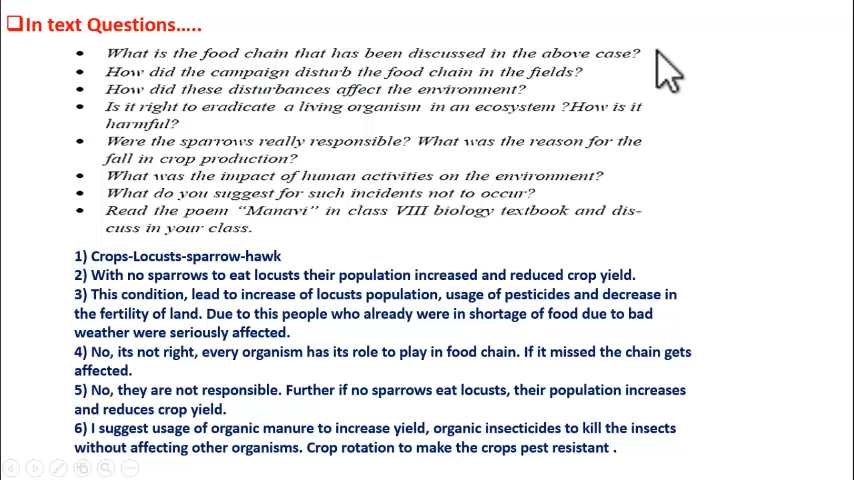 ❑In text Questions…..
• What is the food chain that has been discussed in the above case?
• How did the campaign disturb the food chain in the fields?
• How did these disturbances affect the environment?
• Is it right to eradicate a living organism in an ecosystem ?How is it
harmful?
• Were the sparrows really responsible? What was the reason for the
fall in crop production?
• What was the impact of human activities on the environment?
• What do you suggest for such incidents not to occur?
• Read the poem “Manavi” in class VIII biology textbook and dis-
cuss in your class.
1) Crops-Locusts-sparrow-hawk
2) With no sparrows to eat locusts their population increased and reduced crop yield.
3) This condition, lead to increase of locusts population, usage of pesticides and decrease in
the fertility of land. Due to this people who already were in shortage of food due to bad
weather were seriously affected.
4) No, its not right, every organism has its role to play in food chain. If it missed the chain gets
affected.
5) No, they are not responsible. Further if no sparrows eat locusts, their population increases
and reduces crop yield.
6) I suggest usage of organic manure to increase yield, organic insecticides to kill the insects
without affecting other organisms. Crop rotation to make the crops pest resistant .